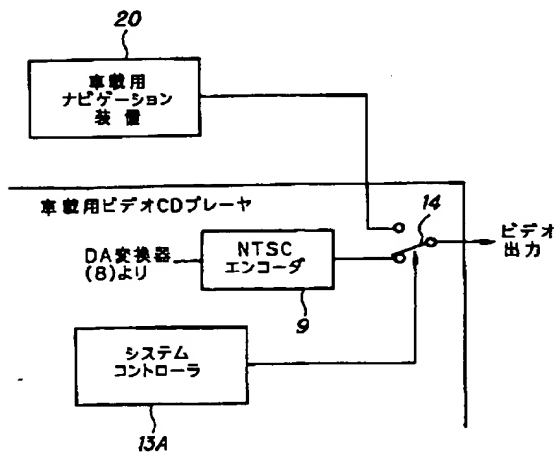 20
車載用
ナビゲーション
装置
車載用ビデオCDプレーヤ
14
ビデオ
出力
DA変換器
(8)より
NTSC
エンコーダ
9
システム
コントローラ
13A